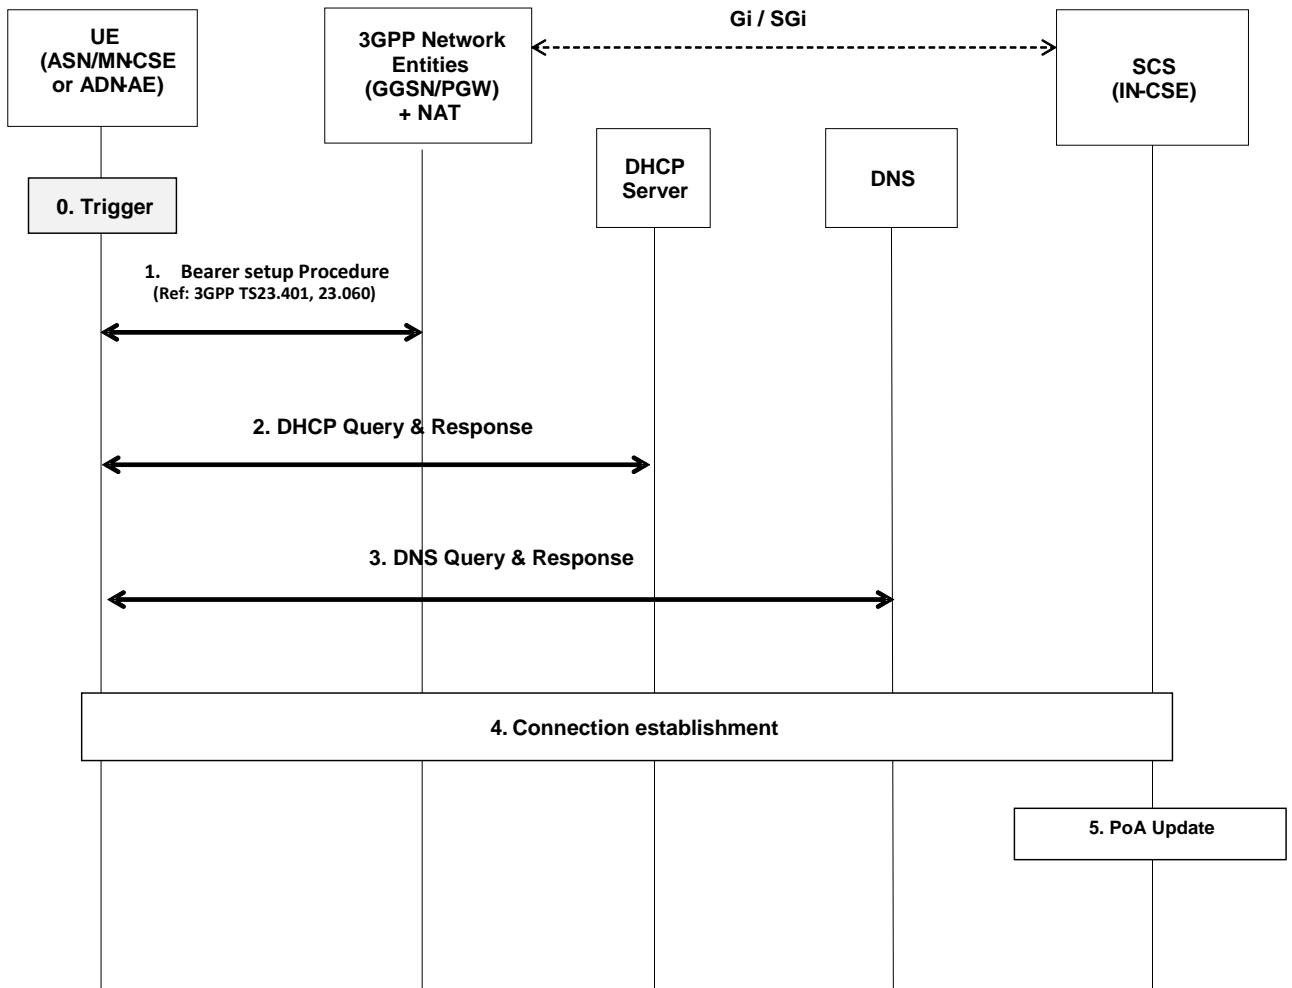 Gi / SGi
UE
(ASN/MN-CSE
or ADN-AE)
3GPP Network
Entities
(GGSN/PGW)
+ NAT
SCS
(IN-CSE)
DHCP
Server
DNS
0. Trigger
1. Bearer setup Procedure
(Ref: 3GPP TS23.401, 23.060)
2. DHCP Query & Response
3. DNS Query & Response
4. Connection establishment
5. PoA Update